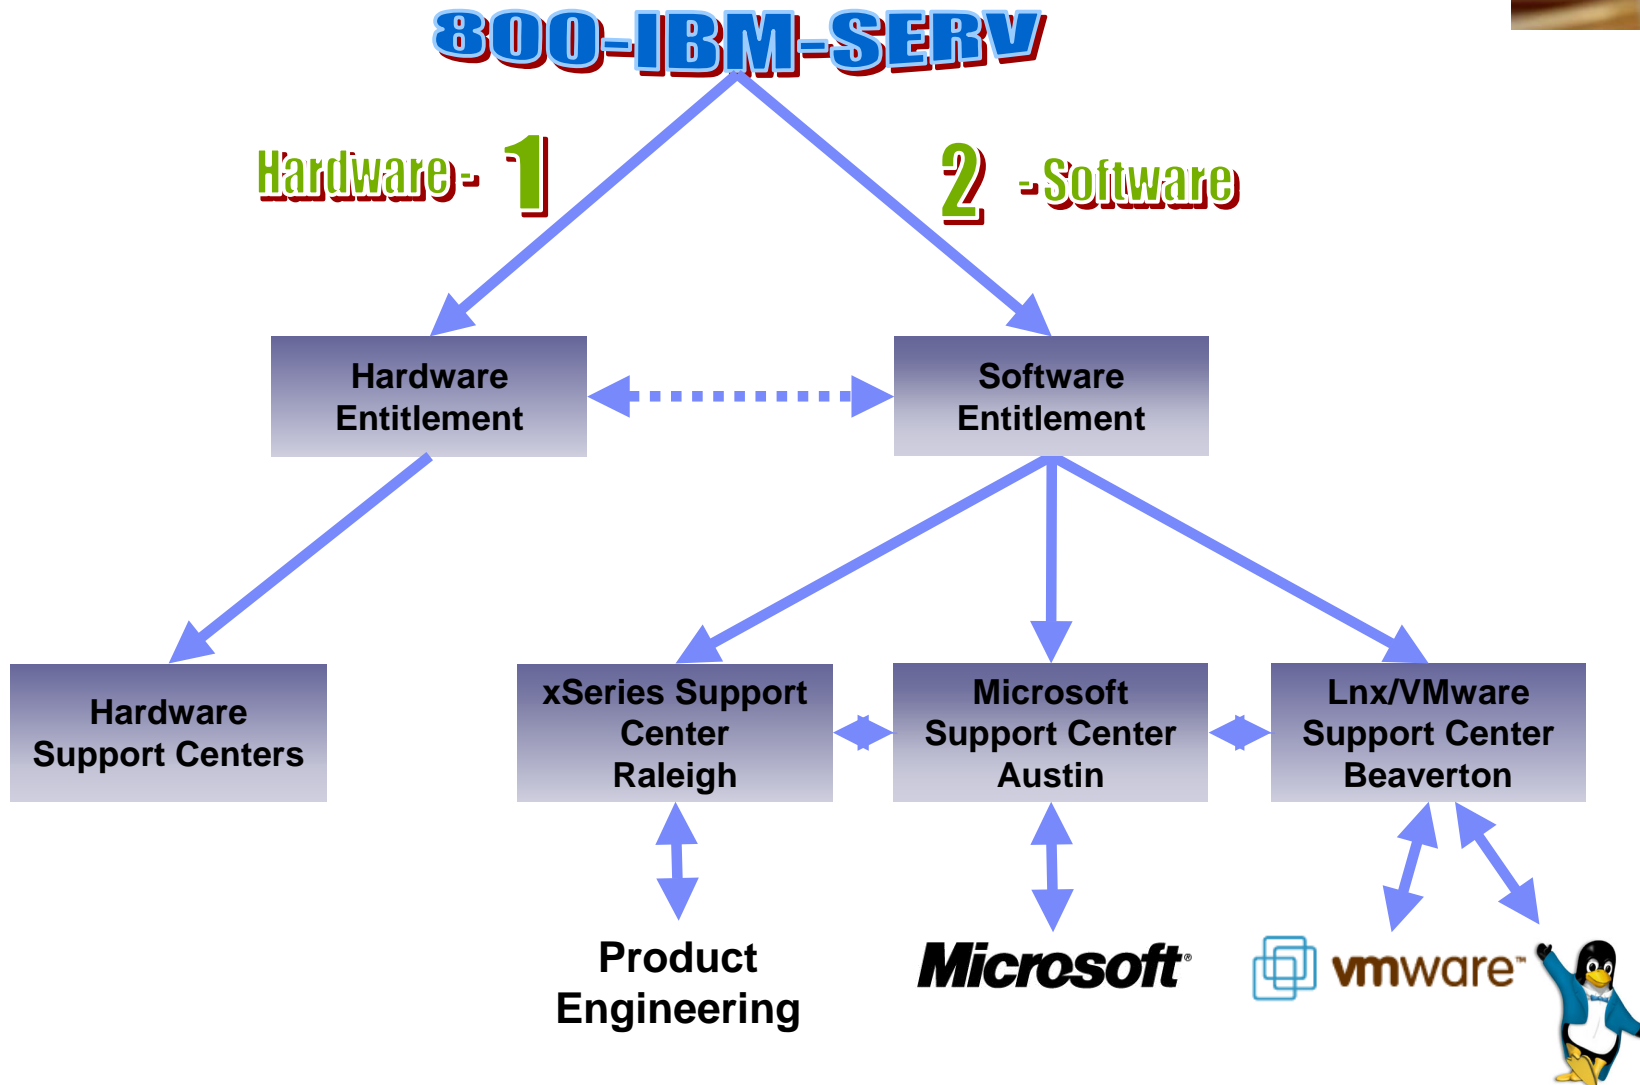 800-IBM-SERV
Hardware - 1
2 - Software
Hardware
Entitlement
Software
Entitlement
Hardware
Support Centers
xSeries Support
Center
Raleigh
Microsoft
Support Center
Austin
Lnx/VMware
Support Center
Beaverton
Product
Engineering
Microsoft®
vmware™